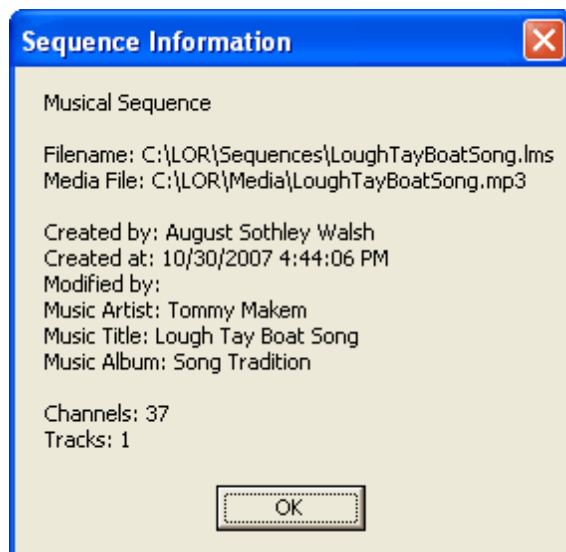 Sequence Information
Musical Sequence
Filename: C:\LOR\Sequences\LoughTayBoatSong.lms
Media File: C:\LOR\Media\LoughTayBoatSong.mp3
Created by: August Sothley Walsh
Created at: 10/30/2007 4:44:06 PM
Modified by:
Music Artist: Tommy Makem
Music Title: Lough Tay Boat Song
Music Album: Song Tradition
Channels: 37
Tracks: 1
OK